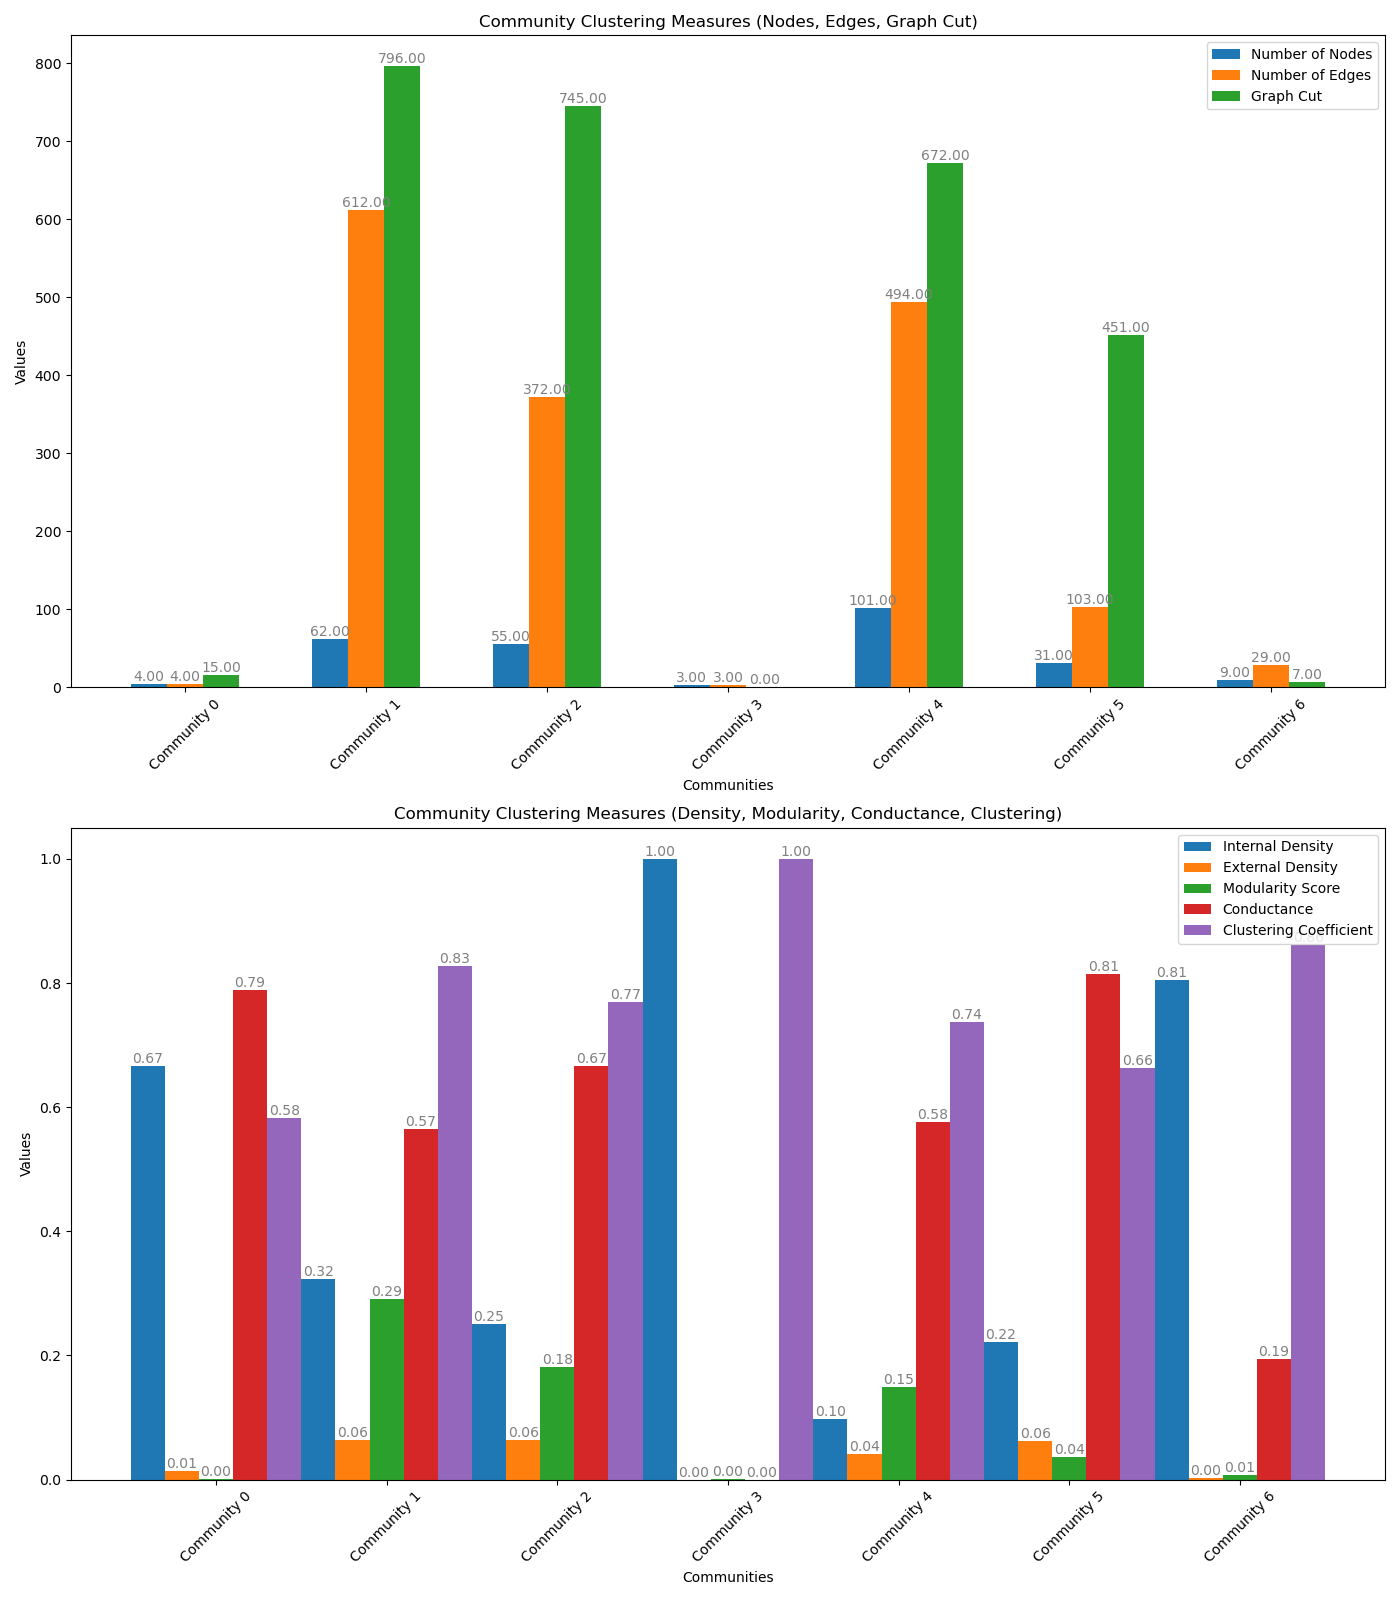 Community Clustering Measures (Nodes, Edges, Graph Cut)
Number of Nodes
Number of Edges
Graph Cut
Values
800
700
600
500
400
300
200
100
0
4.00 4.00 15.00
62.00 612.00 796.00
55.00 372.00 745.00
3.00 3.00 0.00
101.00 494.00 672.00
31.00 103.00 451.00
9.00 29.00 7.00
Community 0
Community 1
Community 2
Community 3
Community 4
Community 5
Community 6
Communities
Community Clustering Measures (Density, Modularity, Conductance, Clustering)
Internal Density
External Density
Modularity Score
Conductance
Clustering Coefficient
Values
1.0
0.8
0.6
0.4
0.2
0.0
0.67 0.01 0.00 0.79 0.58
0.32 0.06 0.29 0.57 0.83
0.25 0.06 0.18 0.67 0.77
1.00 0.00 0.00 0.00 1.00
0.10 0.04 0.15 0.58 0.74
0.22 0.06 0.04 0.81 0.66
0.81 0.00 0.01 0.19
Community 0
Community 1
Community 2
Community 3
Community 4
Community 5
Community 6
Communities